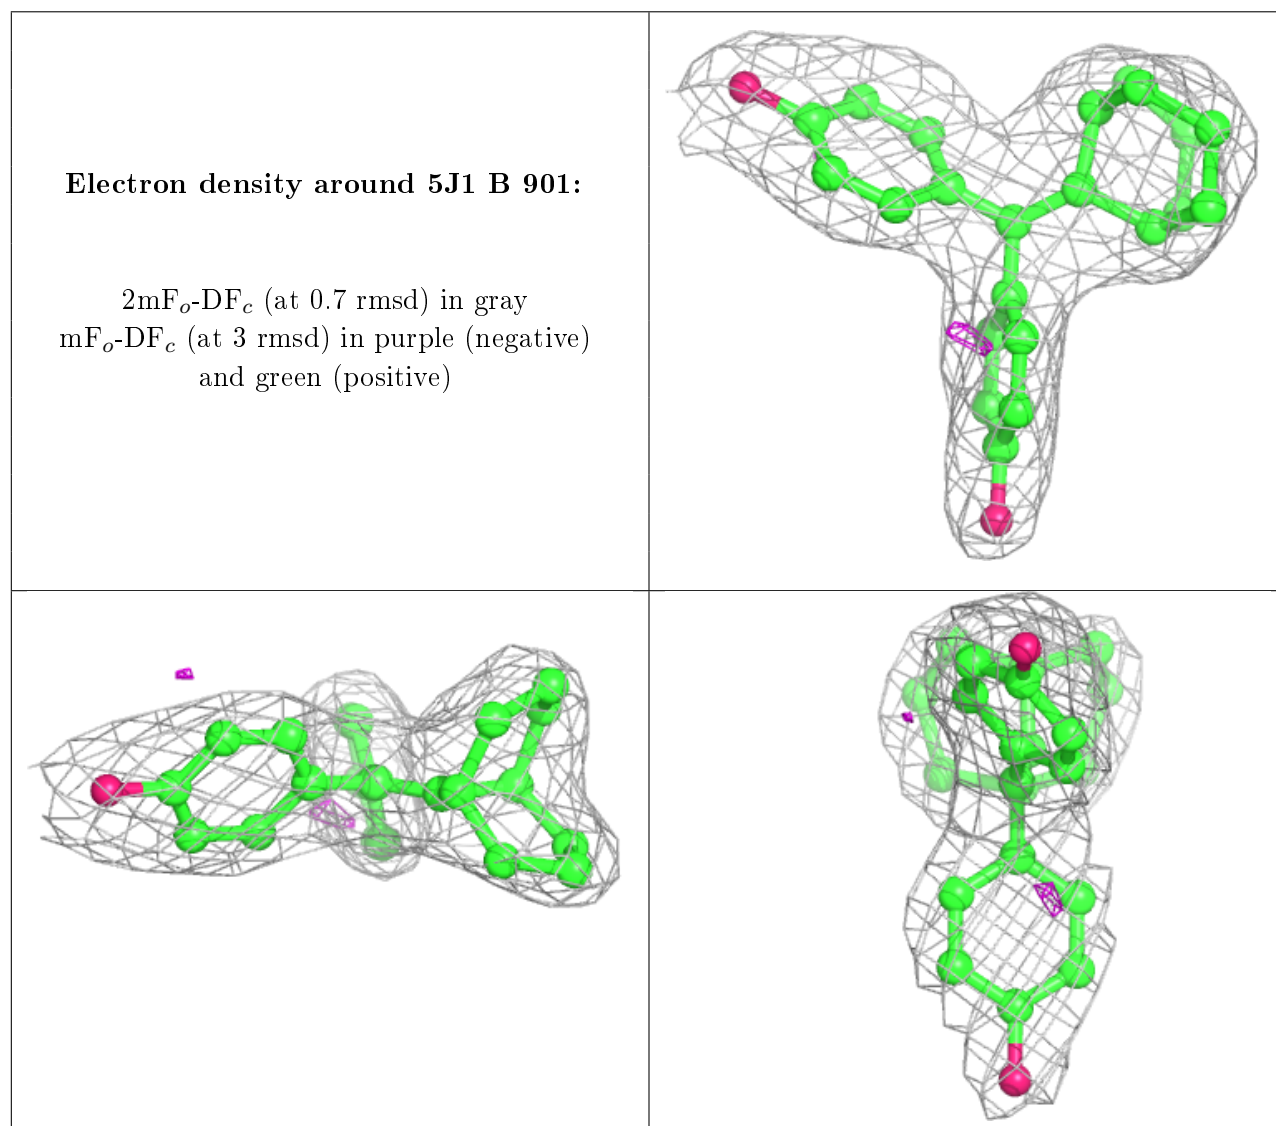 Electron density around 5J1 B 901:
2mFo-DFc (at 0.7 rmsd) in gray
mFo-DFc (at 3 rmsd) in purple (negative)
and green (positive)